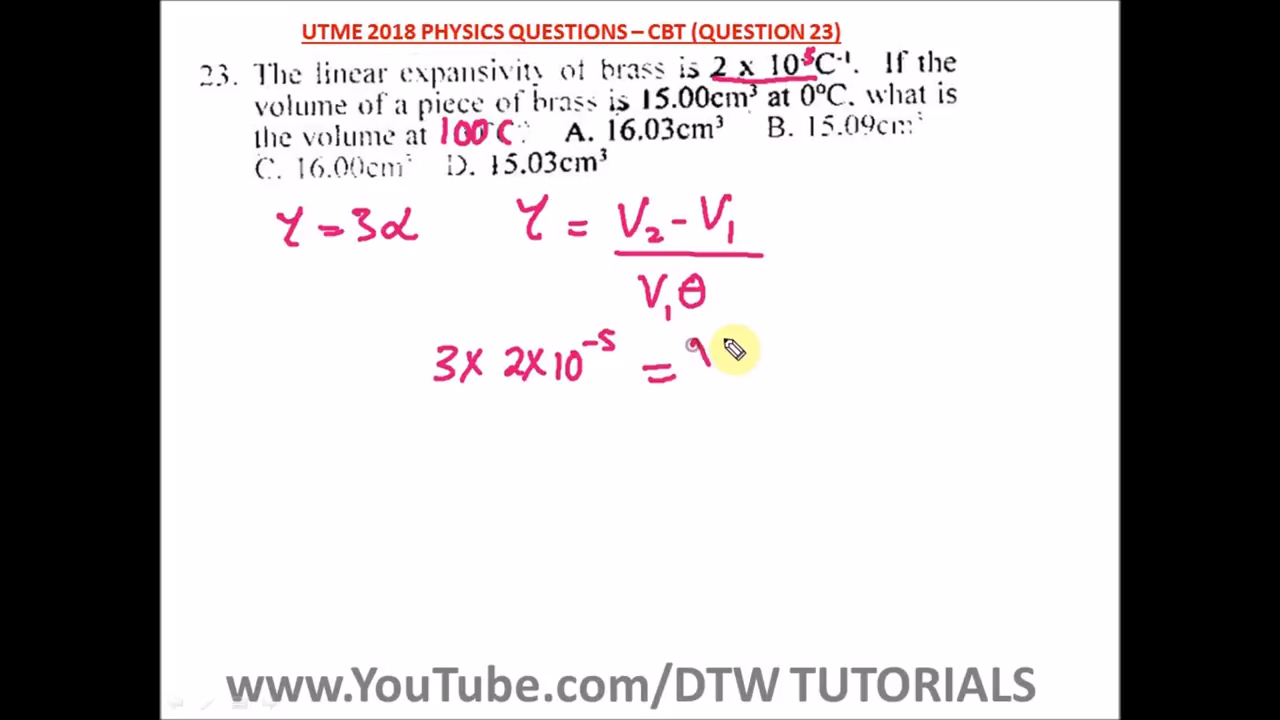 UTME 2018 PHYSICS QUESTIONS – CBT (QUESTION 23)
23. The linear expansivity of brass is 2 x 10⁻⁵C⁻¹. If the
volume of a piece of brass is 15.00cm³ at 0°C. what is
the volume at 100C A. 16.03cm³ B. 15.09cm³
C. 16.00cm³ D. 15.03cm³
γ = 3α γ = V₂ - V₁
V₁θ
3 x 2 x 10⁻⁵ =
www.YouTube.com/DTW TUTORIALS